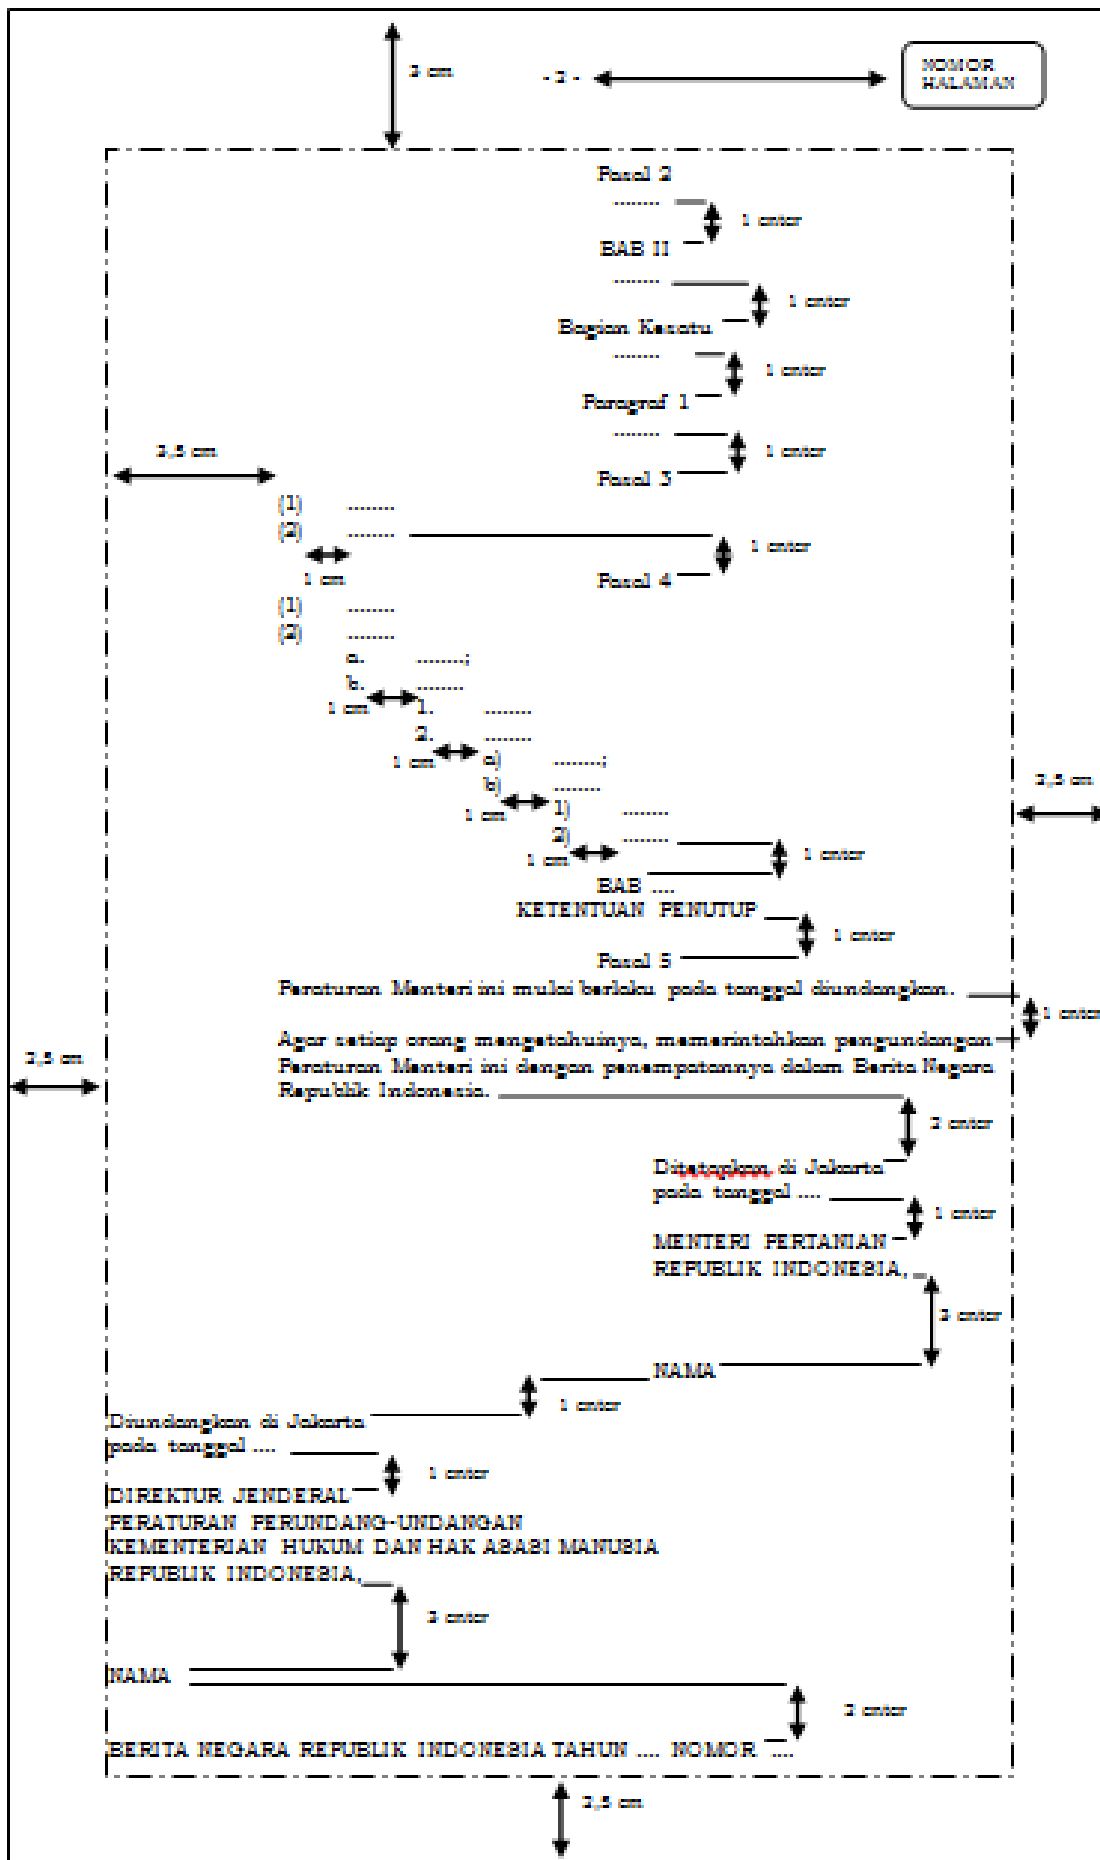 3 cm
- 2 -
NOMOR
HALAMAN
Pasal 2
........
1 enter
BAB II
........
1 enter
Bagian Kesatu
........
1 enter
Paragraf 1
........
1 enter
2,5 cm
Pasal 3
(1) ........
(2) ........
1 enter
1 cm
Pasal 4
(1) ........
(2) ........
a. ........;
b. ........
1 cm
1. ........
2. ........
1 cm
a) ........;
b) ........
2,5 cm
1 cm
1) ........
2) ........
1 cm
1 enter
BAB ....
KETENTUAN PENUTUP
1 enter
Pasal 5
Peraturan Menteri ini mulai berlaku pada tanggal diundangkan.
1 enter
Agar setiap orang mengetahuinya, memerintahkan pengundangan
2,5 cm
Peraturan Menteri ini dengan penempatannya dalam Berita Negara
Republik Indonesia.
2 enter
Ditetapkan di Jakarta
pada tanggal ....
1 enter
MENTERI PERTANIAN
REPUBLIK INDONESIA,
3 enter
NAMA
1 enter
Diundangkan di Jakarta
pada tanggal ....
1 enter
DIREKTUR JENDERAL
PERATURAN PERUNDANG-UNDANGAN
KEMENTERIAN HUKUM DAN HAK ASASI MANUSIA
REPUBLIK INDONESIA,
3 enter
NAMA
2 enter
BERITA NEGARA REPUBLIK INDONESIA TAHUN .... NOMOR ....
2,5 cm